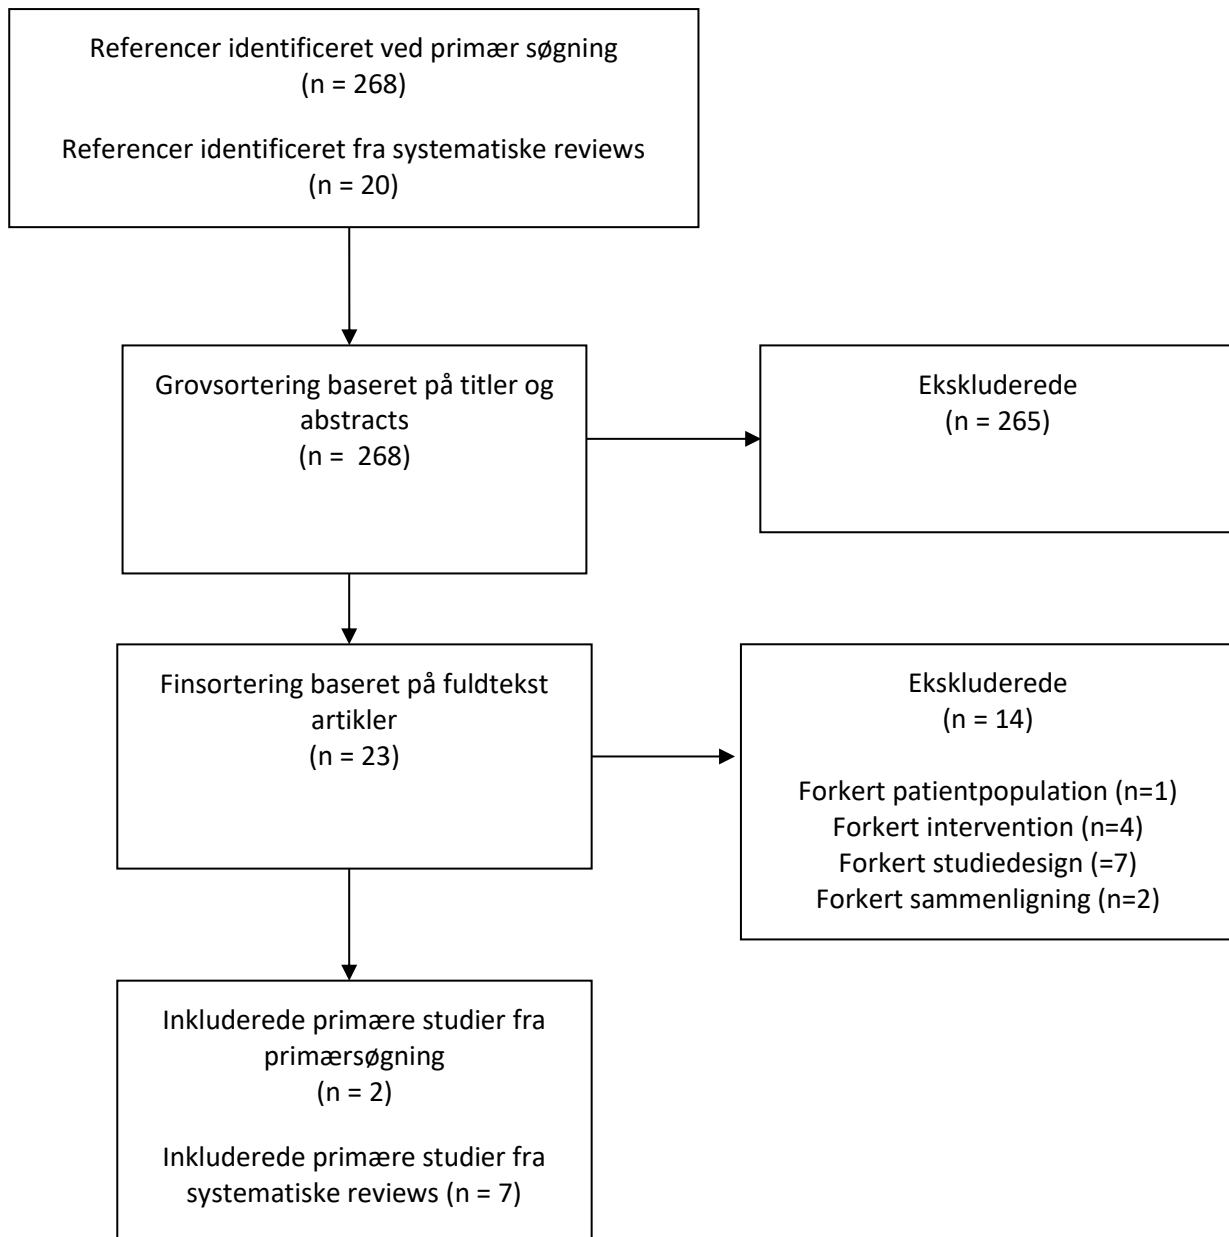 Referencer identificeret ved primær søgning
(n = 268)
Referencer identificeret fra systematiske reviews
(n = 20)
Grovsortering baseret på titler og
abstracts
(n =  268)
Ekskluderede
(n = 265)
Finsortering baseret på fuldtekst
artikler
(n = 23)
Ekskluderede
(n = 14)
Forkert patientpopulation (n=1)
Forkert intervention (n=4)
Forkert studiedesign (=7)
Forkert sammenligning (n=2)
Inkluderede primære studier fra
primærsøgning
(n = 2)
Inkluderede primære studier fra
systematiske reviews (n = 7)